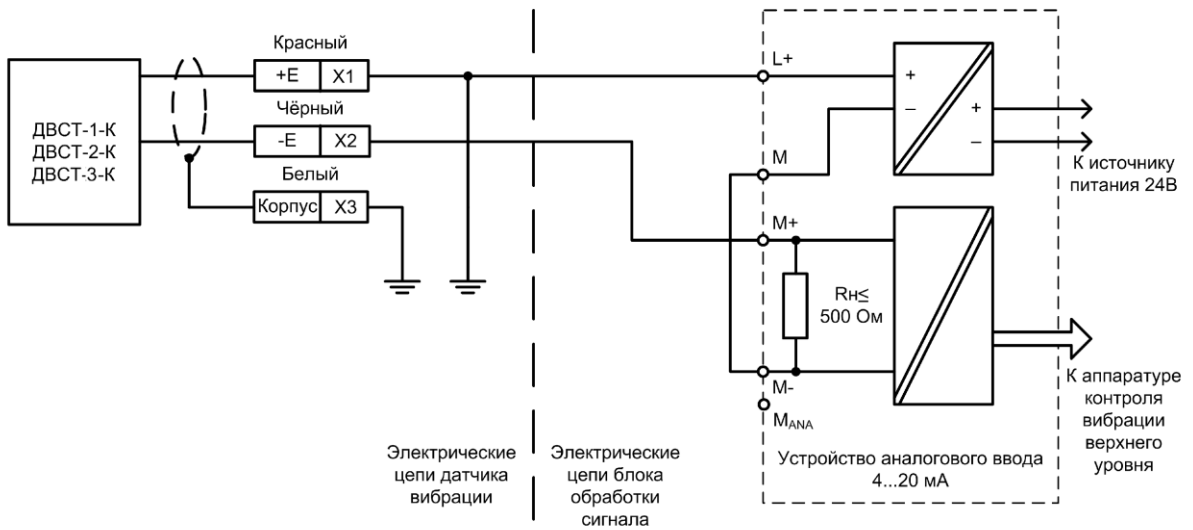 Красный
+E
X1
L+
ДВСТ-1-К
ДВСТ-2-К
ДВСТ-3-К
Чёрный
-E
X2
Белый
Корпус
X3
+
–
+
–
М
К источнику
питания 24В
М+
Rн≤
500 Ом
М-
МANA
К аппаратуре
контроля
вибрации
верхнего
уровня
Электрические
цепи датчика
вибрации
Электрические
цепи блока
обработки
сигнала
Устройство аналогового ввода
4...20 мА